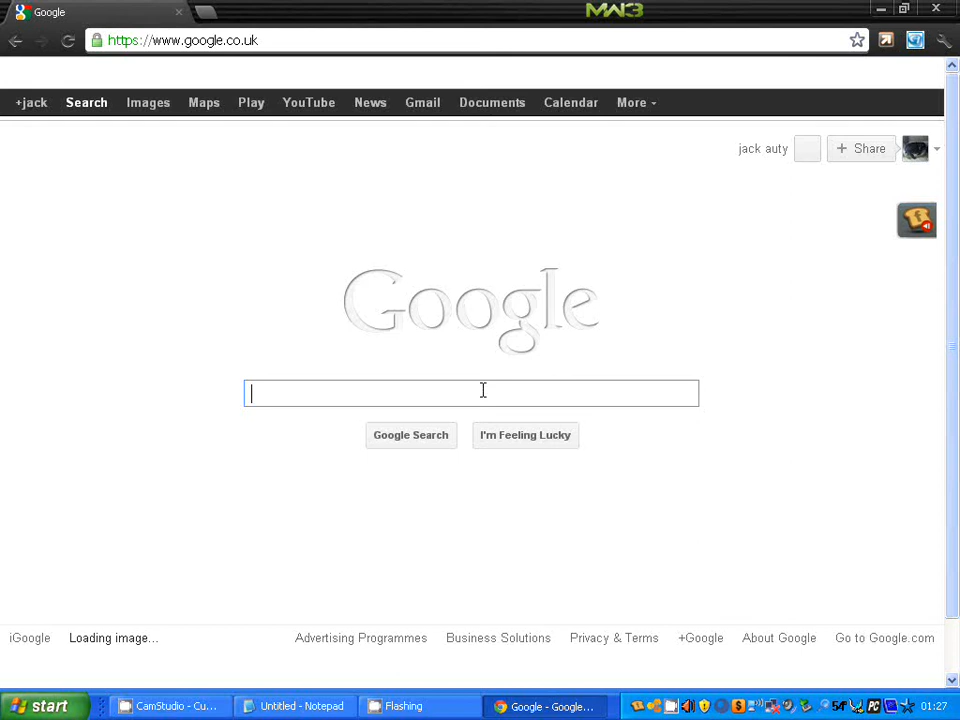 Google
MW3
https://www.google.co.uk
+jack Search Images Maps Play YouTube News Gmail Documents Calendar More
jack auty + Share
Google
Google Search I'm Feeling Lucky
iGoogle Loading image... Advertising Programmes Business Solutions Privacy & Terms +Google About Google Go to Google.com
start CamStudio - Cu... Untitled - Notepad Flashing Google - Google... 54° PC 01:27